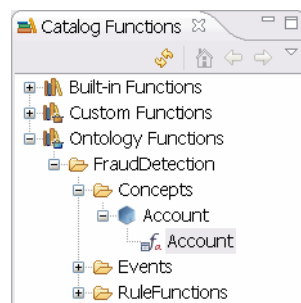 Catalog Functions
Built-in Functions
Custom Functions
Ontology Functions
FraudDetection
Concepts
Account
Account
Events
RuleFunctions